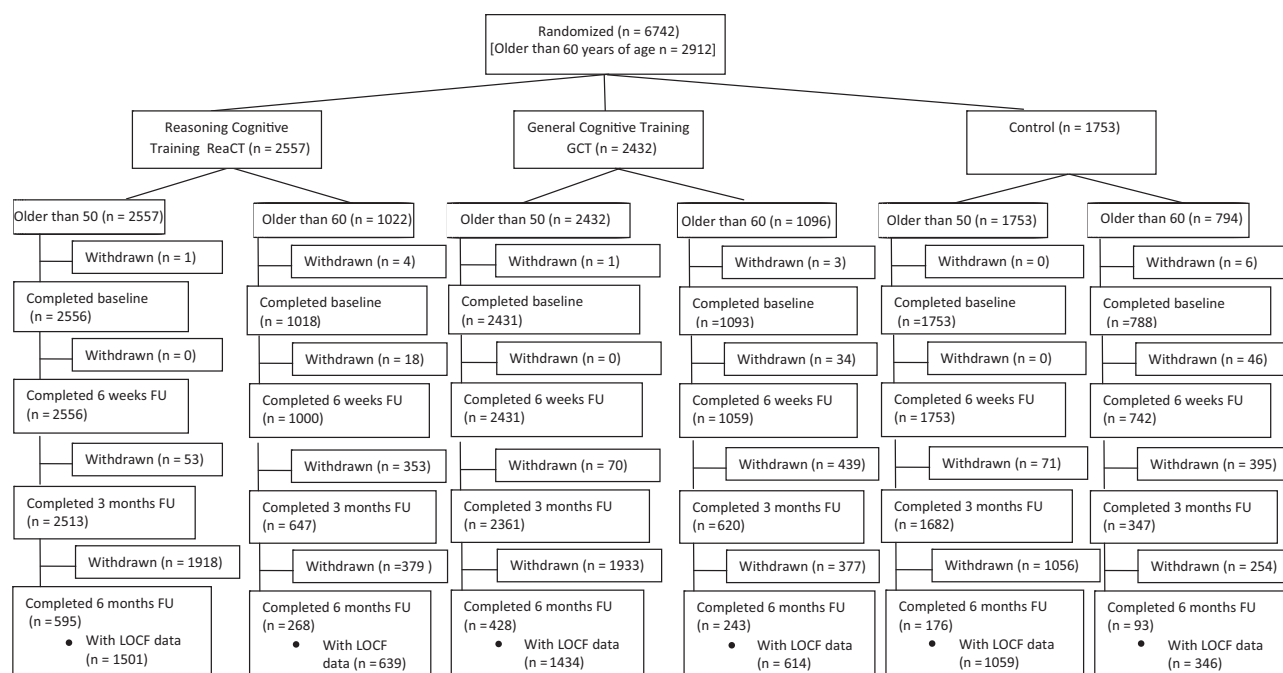 Randomized (n = 6742)
[Older than 60 years of age n = 2912]
Reasoning Cognitive
Training ReaCT (n = 2557)
General Cognitive Training
GCT (n = 2432)
Control (n = 1753)
Older than 50 (n = 2557)
Withdrawn (n = 1)
Completed baseline
(n = 2556)
Withdrawn (n = 0)
Completed 6 weeks FU
(n = 2556)
Withdrawn (n = 53)
Completed 3 months FU
(n = 2513)
Withdrawn (n = 1918)
Completed 6 months FU
(n = 595)
• With LOCF data
(n = 1501)
Older than 60 (n = 1022)
Withdrawn (n = 4)
Completed baseline
(n = 1018)
Withdrawn (n = 18)
Completed 6 weeks FU
(n = 1000)
Withdrawn (n = 353)
Completed 3 months FU
(n = 647)
Withdrawn (n =379 )
Completed 6 months FU
(n = 268)
• With LOCF
data (n = 639)
Older than 50 (n = 2432)
Withdrawn (n = 1)
Completed baseline
(n = 2431)
Withdrawn (n = 0)
Completed 6 weeks FU
(n = 2431)
Withdrawn (n = 70)
Completed 3 months FU
(n = 2361)
Withdrawn (n = 1933)
Completed 6 months FU
(n = 428)
• With LOCF data
(n = 1434)
Older than 60 (n = 1096)
Withdrawn (n = 3)
Completed baseline
(n =1093)
Withdrawn (n = 34)
Completed 6 weeks FU
(n = 1059)
Withdrawn (n = 439)
Completed 3 months FU
(n = 620)
Withdrawn (n = 377)
Completed 6 months FU
(n = 243)
• With LOCF data
(n = 614)
Older than 50 (n = 1753)
Withdrawn (n = 0)
Completed baseline
(n =1753)
Withdrawn (n = 0)
Completed 6 weeks FU
(n = 1753)
Withdrawn (n = 71)
Completed 3 months FU
(n = 1682)
Withdrawn (n = 1056)
Completed 6 months FU
(n = 176)
• With LOCF data
(n =1059)
Older than 60 (n = 794)
Withdrawn (n = 6)
Completed baseline
(n =788)
Withdrawn (n = 46)
Completed 6 weeks FU
(n = 742)
Withdrawn (n = 395)
Completed 3 months FU
(n = 347)
Withdrawn (n = 254)
Completed 6 months FU
(n = 93)
• With LOCF data
(n = 346)